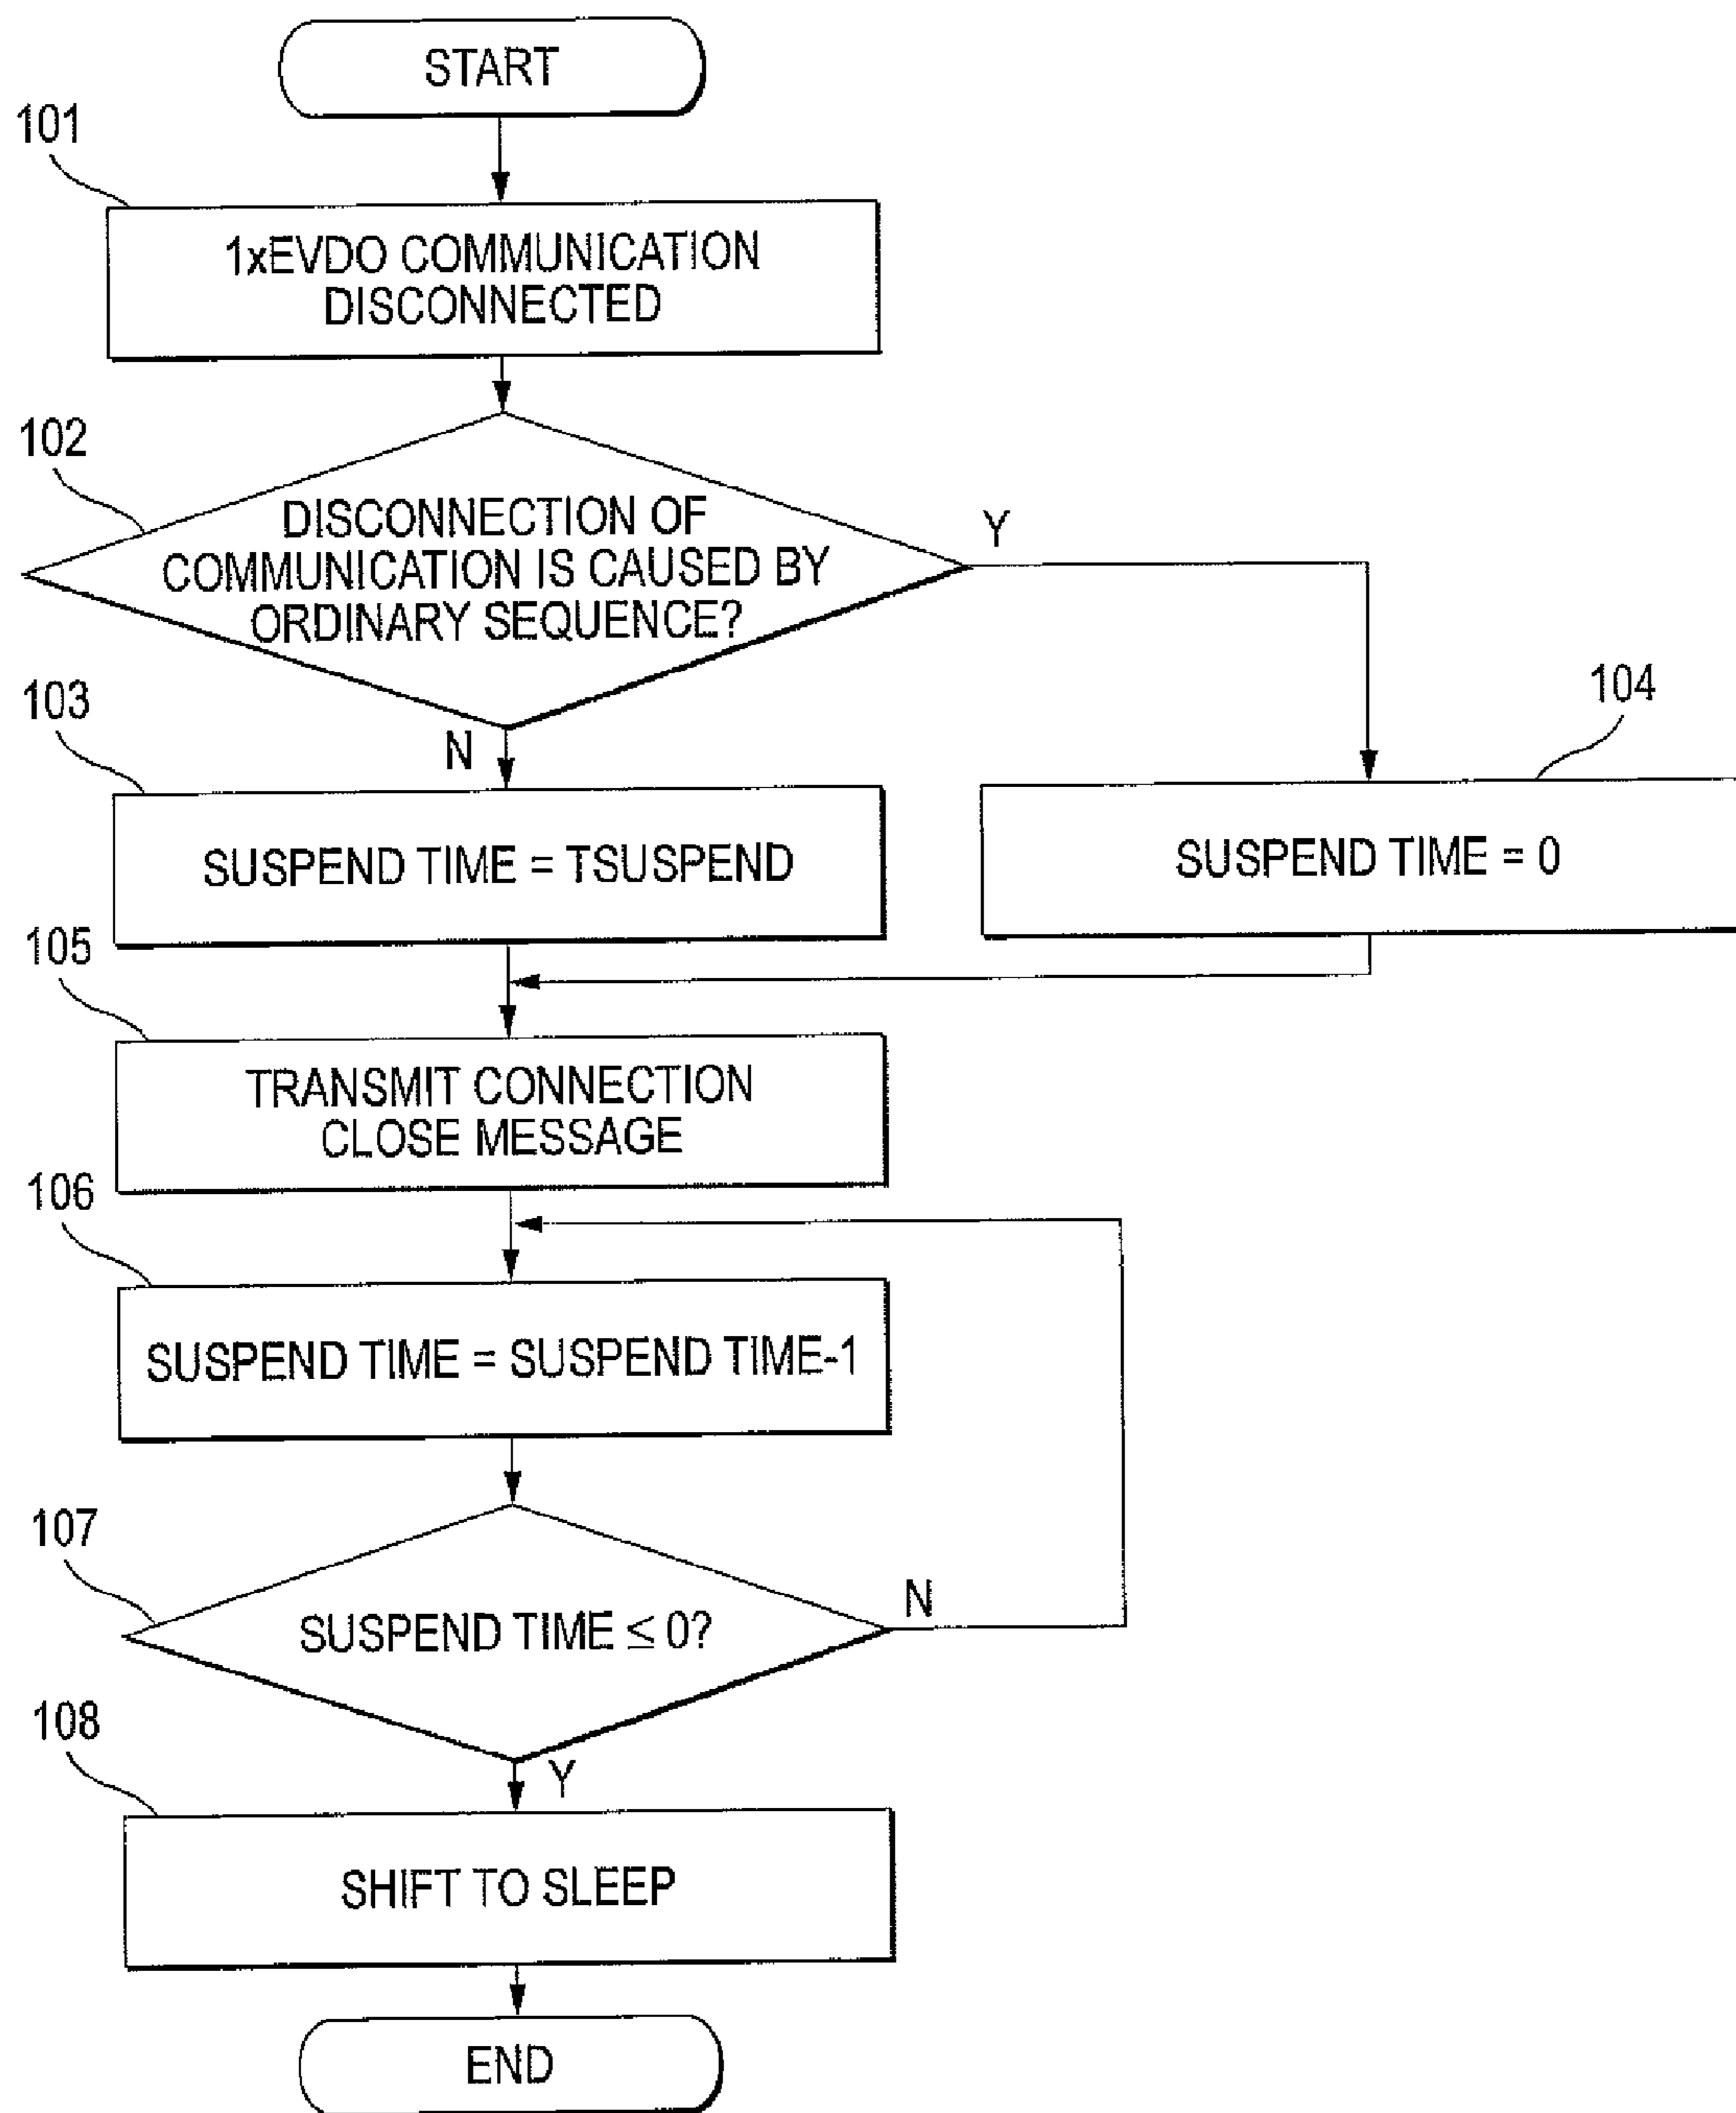 START
101
1xEVDO COMMUNICATION
DISCONNECTED
102
DISCONNECTION OF
COMMUNICATION IS CAUSED BY
ORDINARY SEQUENCE?
Y
N
103
SUSPEND TIME = TSUSPEND
104
SUSPEND TIME = 0
105
TRANSMIT CONNECTION
CLOSE MESSAGE
106
SUSPEND TIME = SUSPEND TIME-1
107
SUSPEND TIME ≤ 0?
N
Y
108
SHIFT TO SLEEP
END